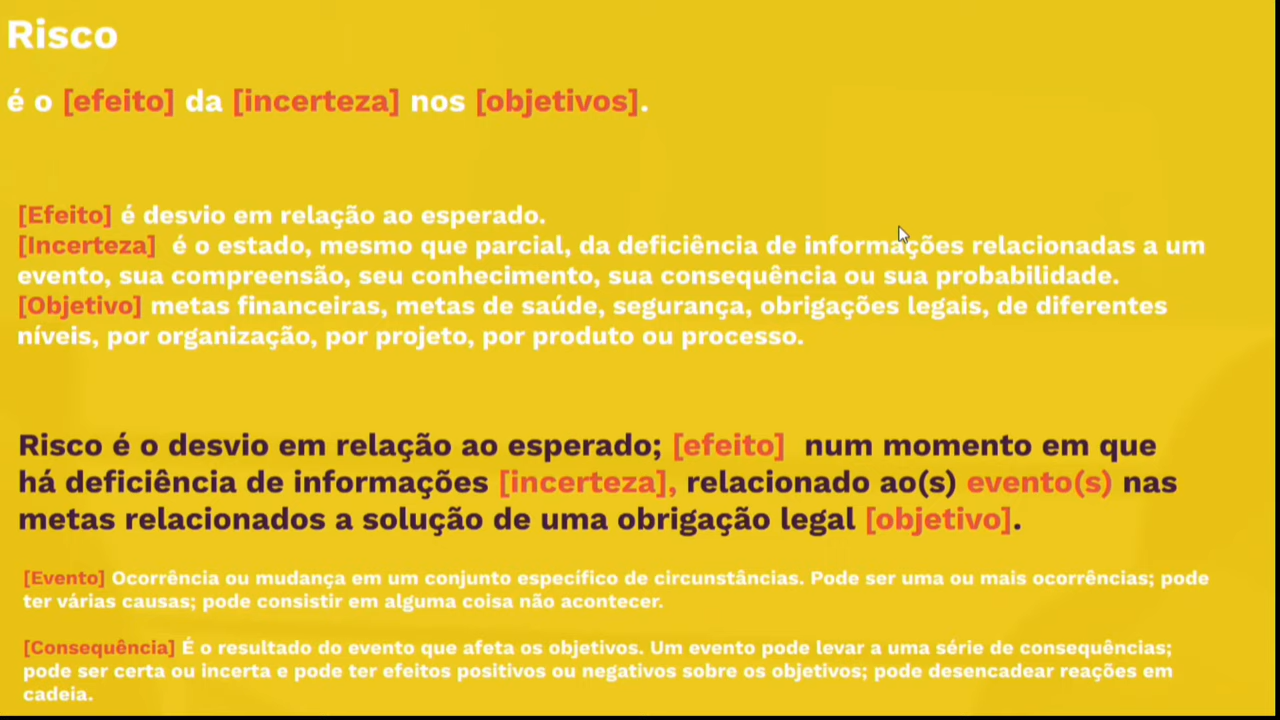 Risco
é o [efeito] da [incerteza] nos [objetivos].
[Efeito] é desvio em relação ao esperado.
[Incerteza] é o estado, mesmo que parcial, da deficiência de informações relacionadas a um
evento, sua compreensão, seu conhecimento, sua consequência ou sua probabilidade.
[Objetivo] metas financeiras, metas de saúde, segurança, obrigações legais, de diferentes
níveis, por organização, por projeto, por produto ou processo.
Risco é o desvio em relação ao esperado; [efeito] num momento em que
há deficiência de informações [incerteza], relacionado ao(s) evento(s) nas
metas relacionados a solução de uma obrigação legal [objetivo].
[Evento] Ocorrência ou mudança em um conjunto específico de circunstâncias. Pode ser uma ou mais ocorrências; pode
ter várias causas; pode consistir em alguma coisa não acontecer.
[Consequência] É o resultado do evento que afeta os objetivos. Um evento pode levar a uma série de consequências;
pode ser certa ou incerta e pode ter efeitos positivos ou negativos sobre os objetivos; pode desencadear reações em
cadeia.